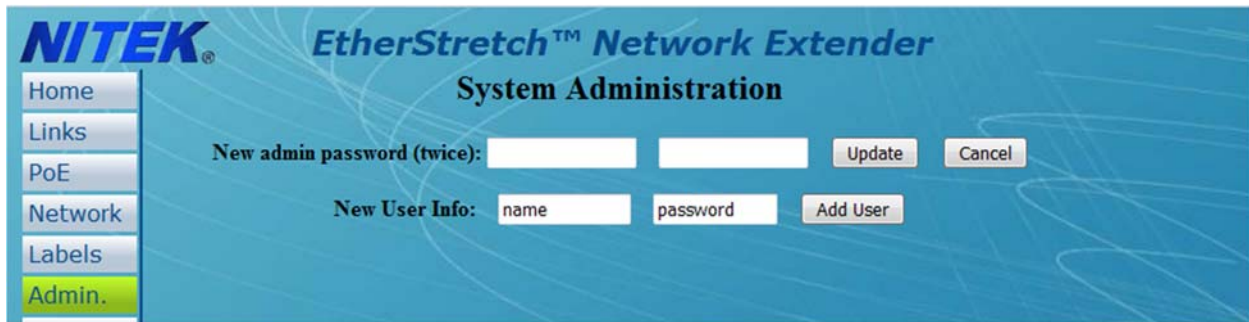 NITEK®
EtherStretch™ Network Extender
System Administration
Home
Links
PoE
Network
Labels
Admin.
New admin password (twice): Update Cancel
New User Info: name password Add User